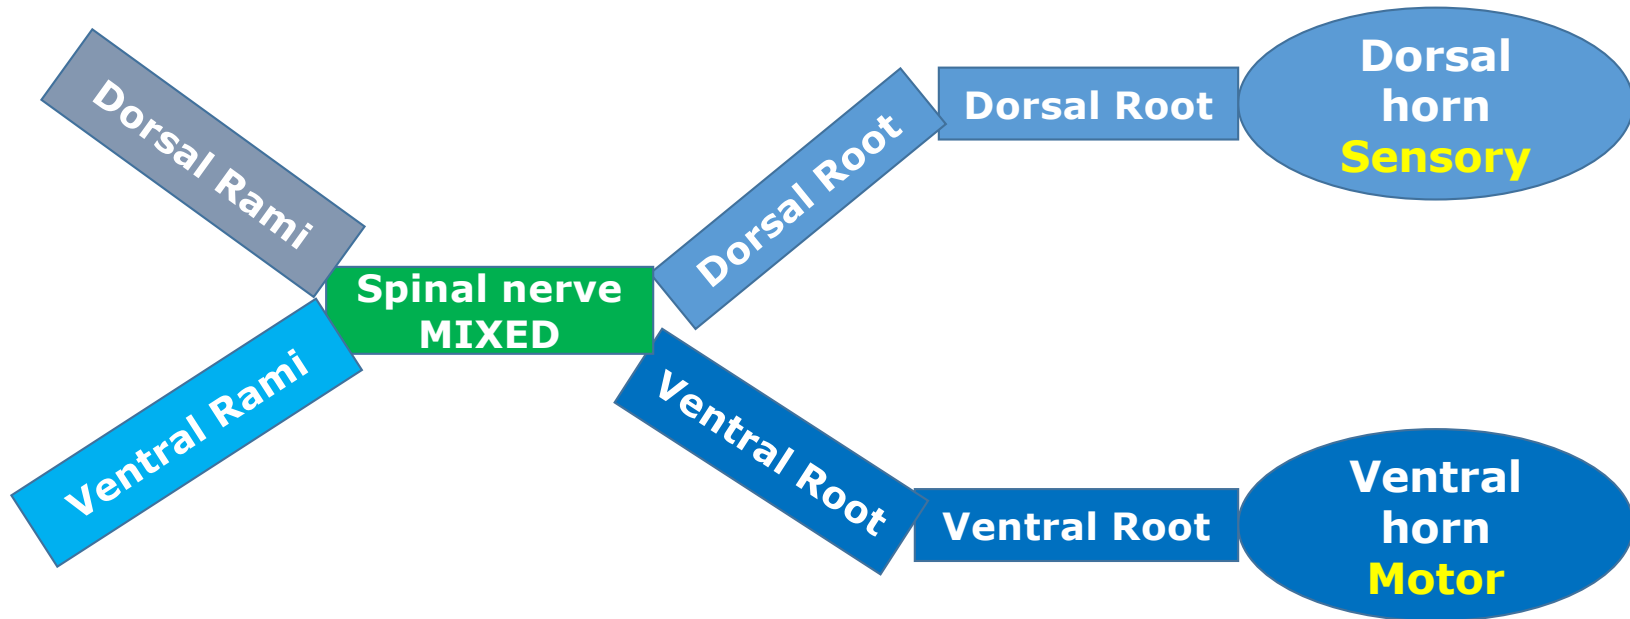 Dorsal Rami
Ventral Rami
Spinal nerve
MIXED
Dorsal Root
Ventral Root
Dorsal Root
Ventral Root
Dorsal
horn
Sensory
Ventral
horn
Motor